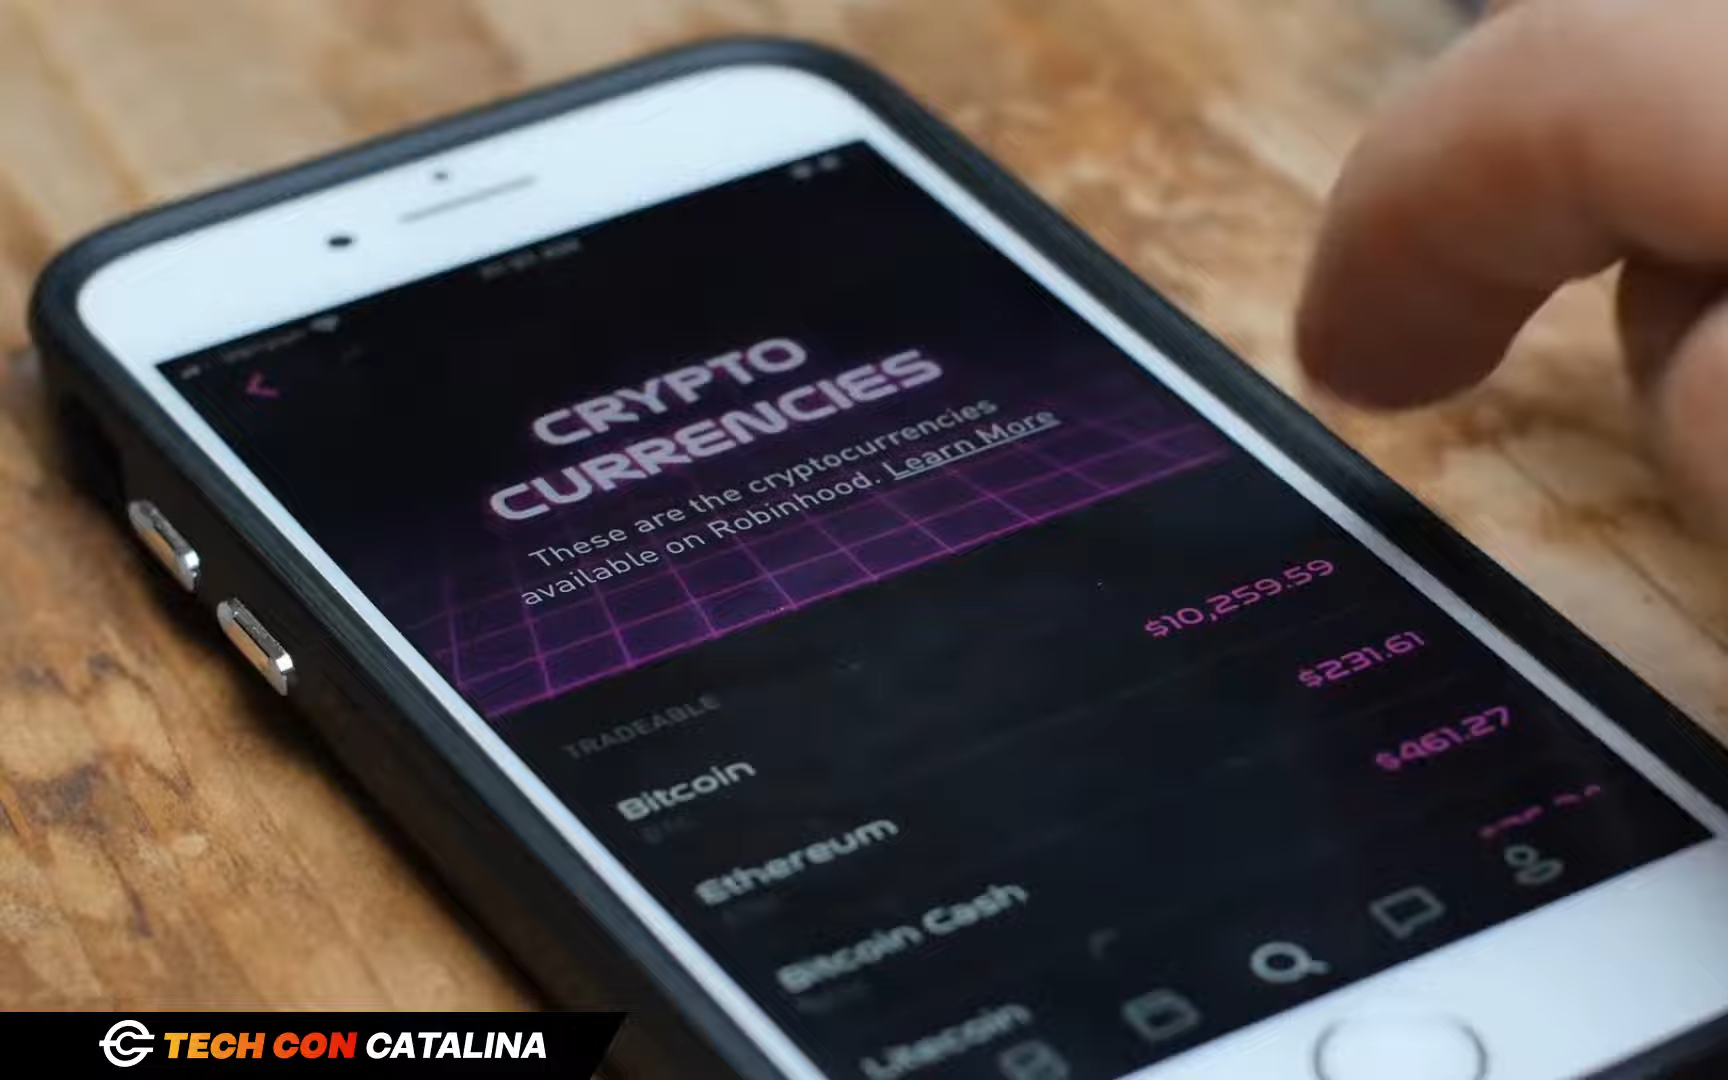 CRYPTO
CURRENCIES
These are the cryptocurrencies
available on Robinhood. Learn More
TRADEABLE
Bitcoin
$10,259.59
Ethereum
$231.61
Bitcoin Cash
$461.27
Litecoin
TECH CON CATALINA